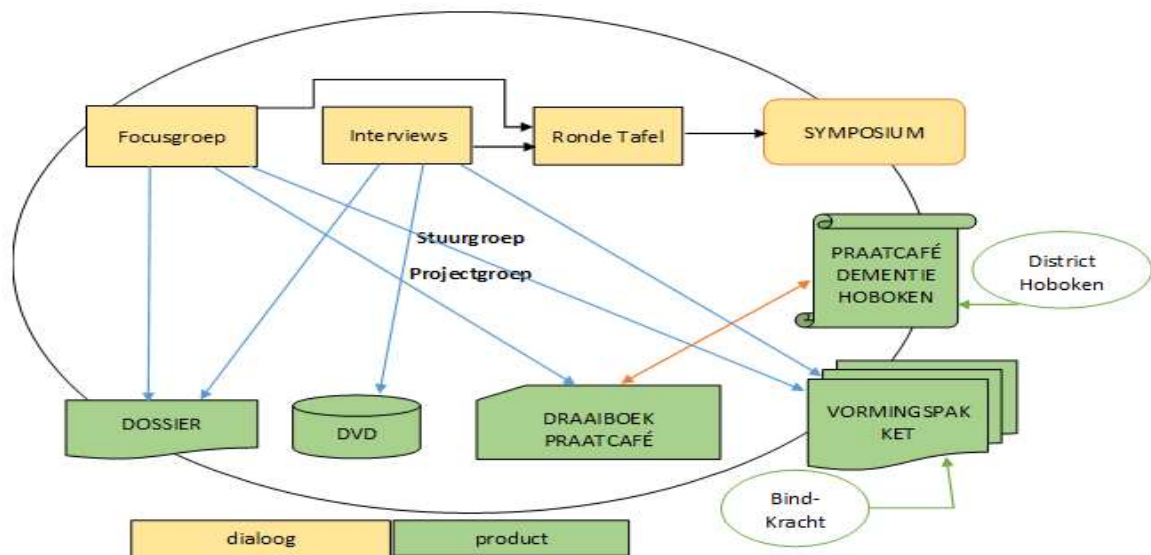 Focusgroep
Interviews
Ronde Tafel
SYMPOSIUM
Stuurgroep
Projectgroep
PRAATCAFÉ
DEMENTIE
HOBOKEN
District
Hoboken
DOSSIER
DVD
DRAAIBOEK
PRAATCAFÉ
VORMINGSPAK
KET
Bind-
Kracht
dialoog
product